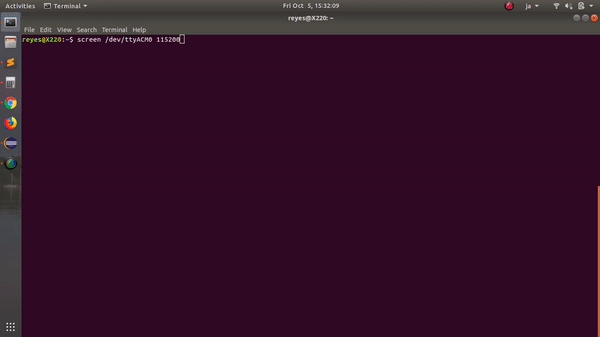 Activities Terminal Fri Oct 5, 15:32:09 ja
reyes@X220: ~
File Edit View Search Terminal Help
reyes@X220:~$ screen /dev/ttyACM0 115200